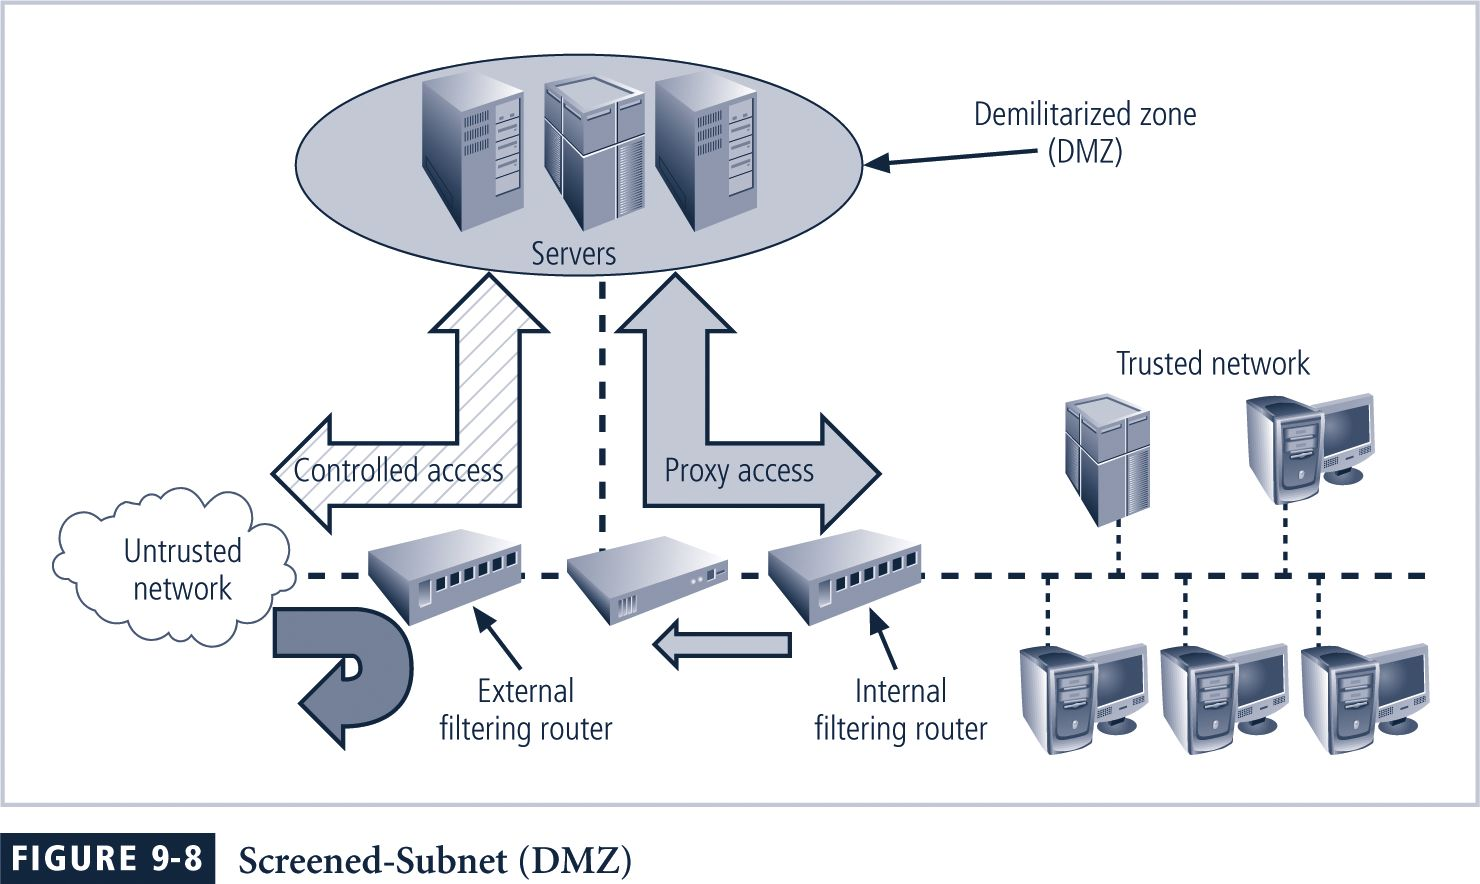 Demilitarized zone
(DMZ)
Servers
Trusted network
Controlled access
Proxy access
Untrusted
network
External
filtering router
Internal
filtering router
FIGURE 9-8 Screened-Subnet (DMZ)